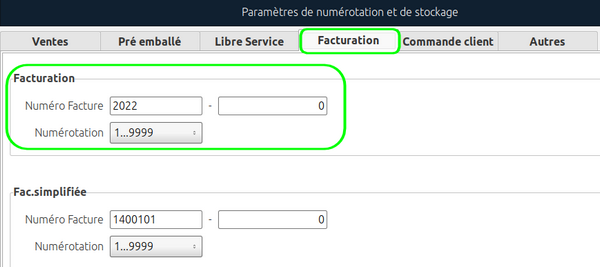 Paramètres de numérotation et de stockage
Ventes Pré emballé Libre Service Facturation Commande client Autres
Facturation
Numéro Facture 2022 - 0
Numérotation 1...9999
Fac.simplifiée
Numéro Facture 1400101 - 0
Numérotation 1...9999